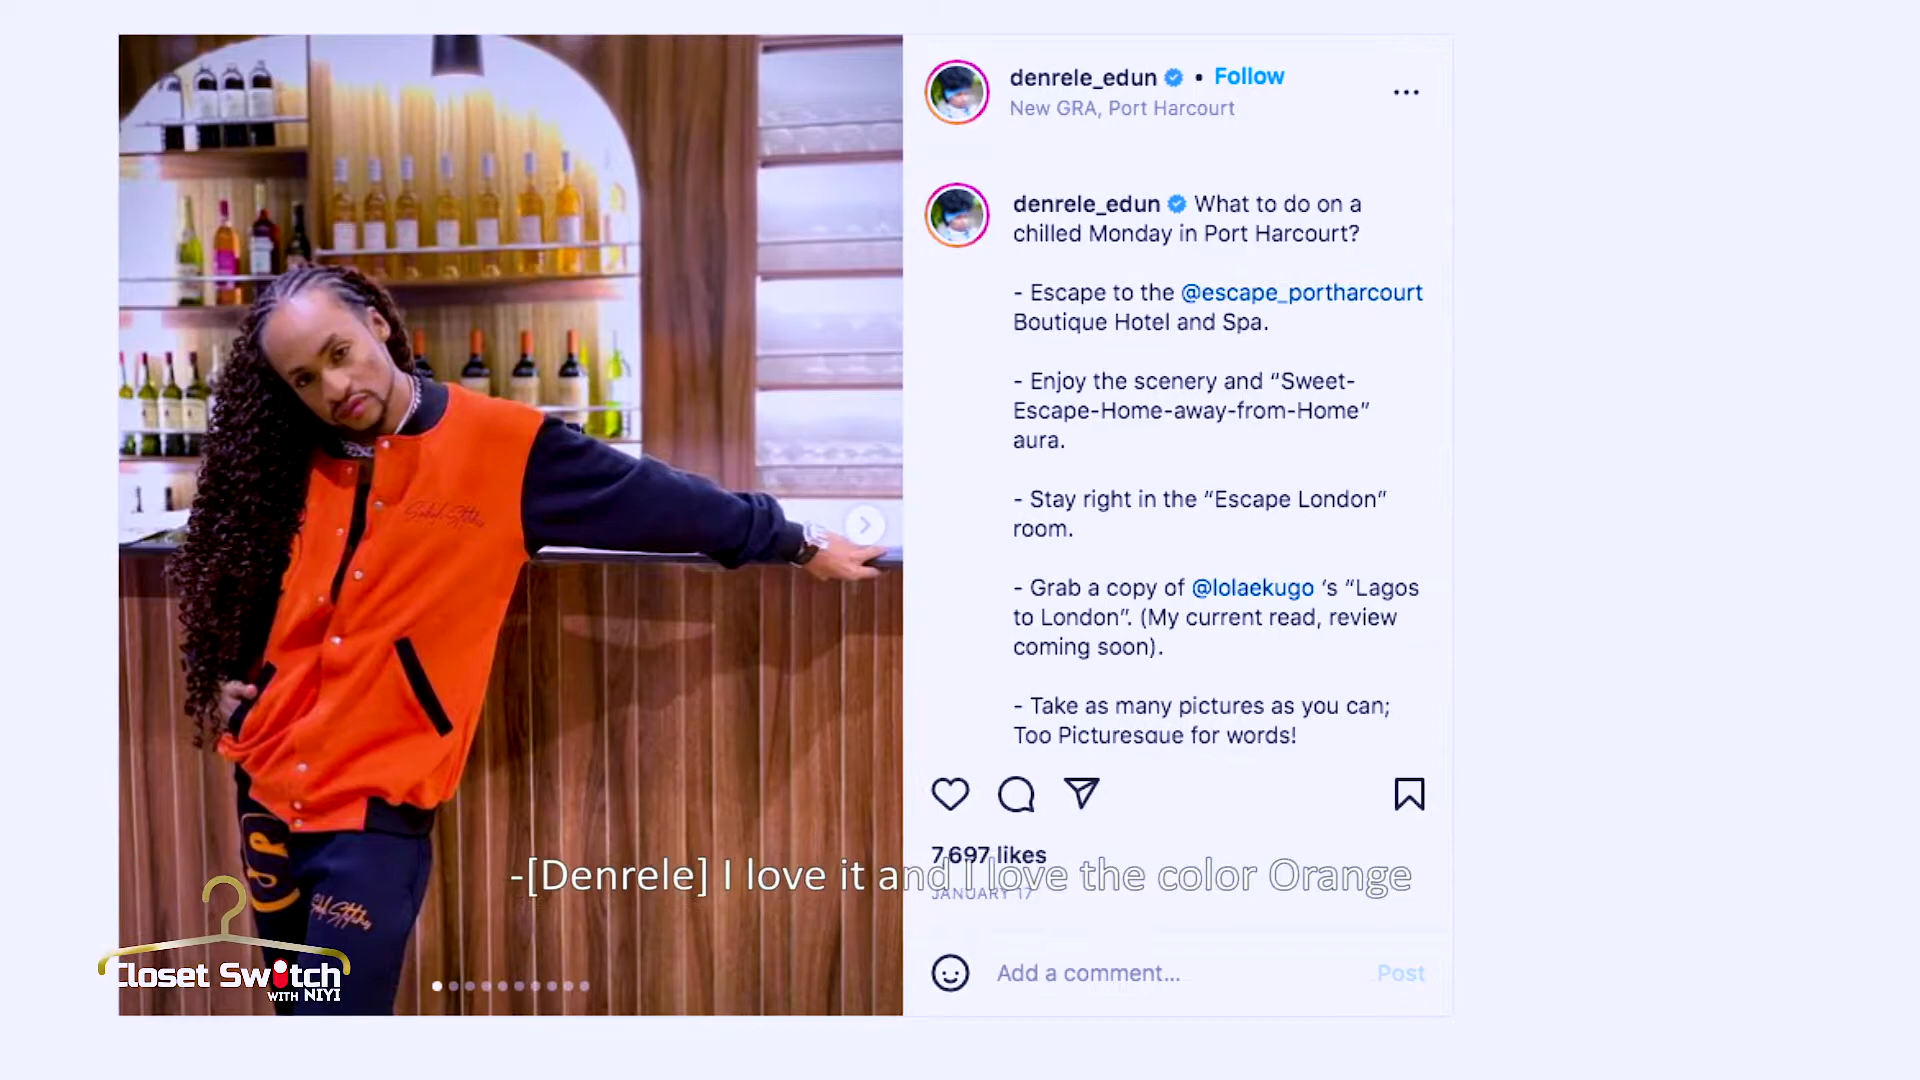 denrele_edun • Follow
New GRA, Port Harcourt
denrele_edun What to do on a
chilled Monday in Port Harcourt?
- Escape to the @escape_portharcourt
Boutique Hotel and Spa.
- Enjoy the scenery and “Sweet-
Escape-Home-away-from-Home”
aura.
- Stay right in the “Escape London”
room.
- Grab a copy of @lolaekugo ‘s “Lagos
to London”. (My current read, review
coming soon).
- Take as many pictures as you can;
Too Picturesque for words!
7,697 likes
JANUARY 17
-[Denrele] I love it and I love the color Orange
Add a comment... Post
Closet Switch
WITH NIYI